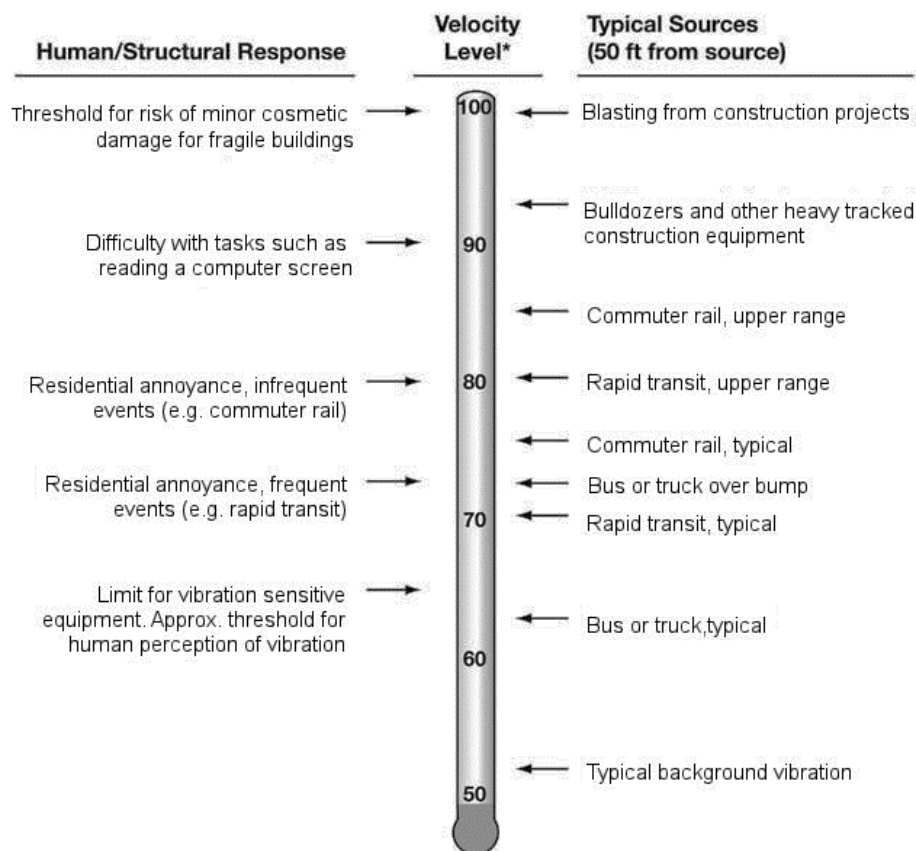 Human/Structural Response
Velocity
Level*
Typical Sources
(50 ft from source)
Threshold for risk of minor cosmetic
damage for fragile buildings
100
Blasting from construction projects
Bulldozers and other heavy tracked
construction equipment
Difficulty with tasks such as
reading a computer screen
90
Commuter rail, upper range
Residential annoyance, infrequent
events (e.g. commuter rail)
80
Rapid transit, upper range
Commuter rail, typical
Residential annoyance, frequent
events (e.g. rapid transit)
Bus or truck over bump
70
Rapid transit, typical
Limit for vibration sensitive
equipment. Approx. threshold for
human perception of vibration
Bus or truck,typical
60
Typical background vibration
50